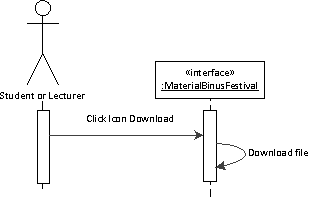 «interface»
:MaterialBinusFestival
Student or Lecturer
Click Icon Download
Download file